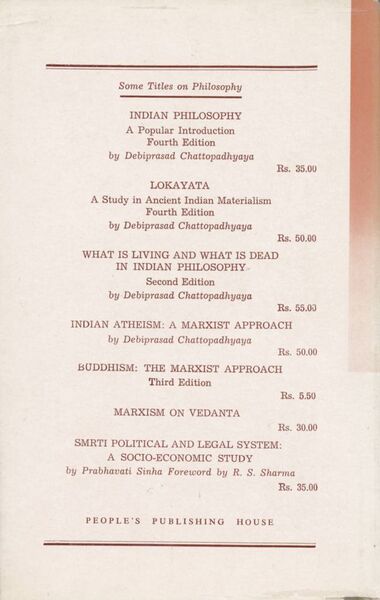 Some Titles on Philosophy
INDIAN PHILOSOPHY
A Popular Introduction
Fourth Edition
by Debiprasad Chattopadhyaya
Rs. 35.00
LOKAYATA
A Study in Ancient Indian Materialism
Fourth Edition
by Debiprasad Chattopadhyaya
Rs. 50.00
WHAT IS LIVING AND WHAT IS DEAD
IN INDIAN PHILOSOPHY
Second Edition
by Debiprasad Chattopadhyaya
Rs. 55.00
INDIAN ATHEISM: A MARXIST APPROACH
by Debiprasad Chattopadhyaya
Rs. 50.00
BUDDHISM: THE MARXIST APPROACH
Third Edition
Rs. 5.50
MARXISM ON VEDANTA
Rs. 30.00
SMRTI POLITICAL AND LEGAL SYSTEM:
A SOCIO-ECONOMIC STUDY
by Prabhavati Sinha Foreword by R. S. Sharma
Rs. 35.00
PEOPLE'S PUBLISHING HOUSE